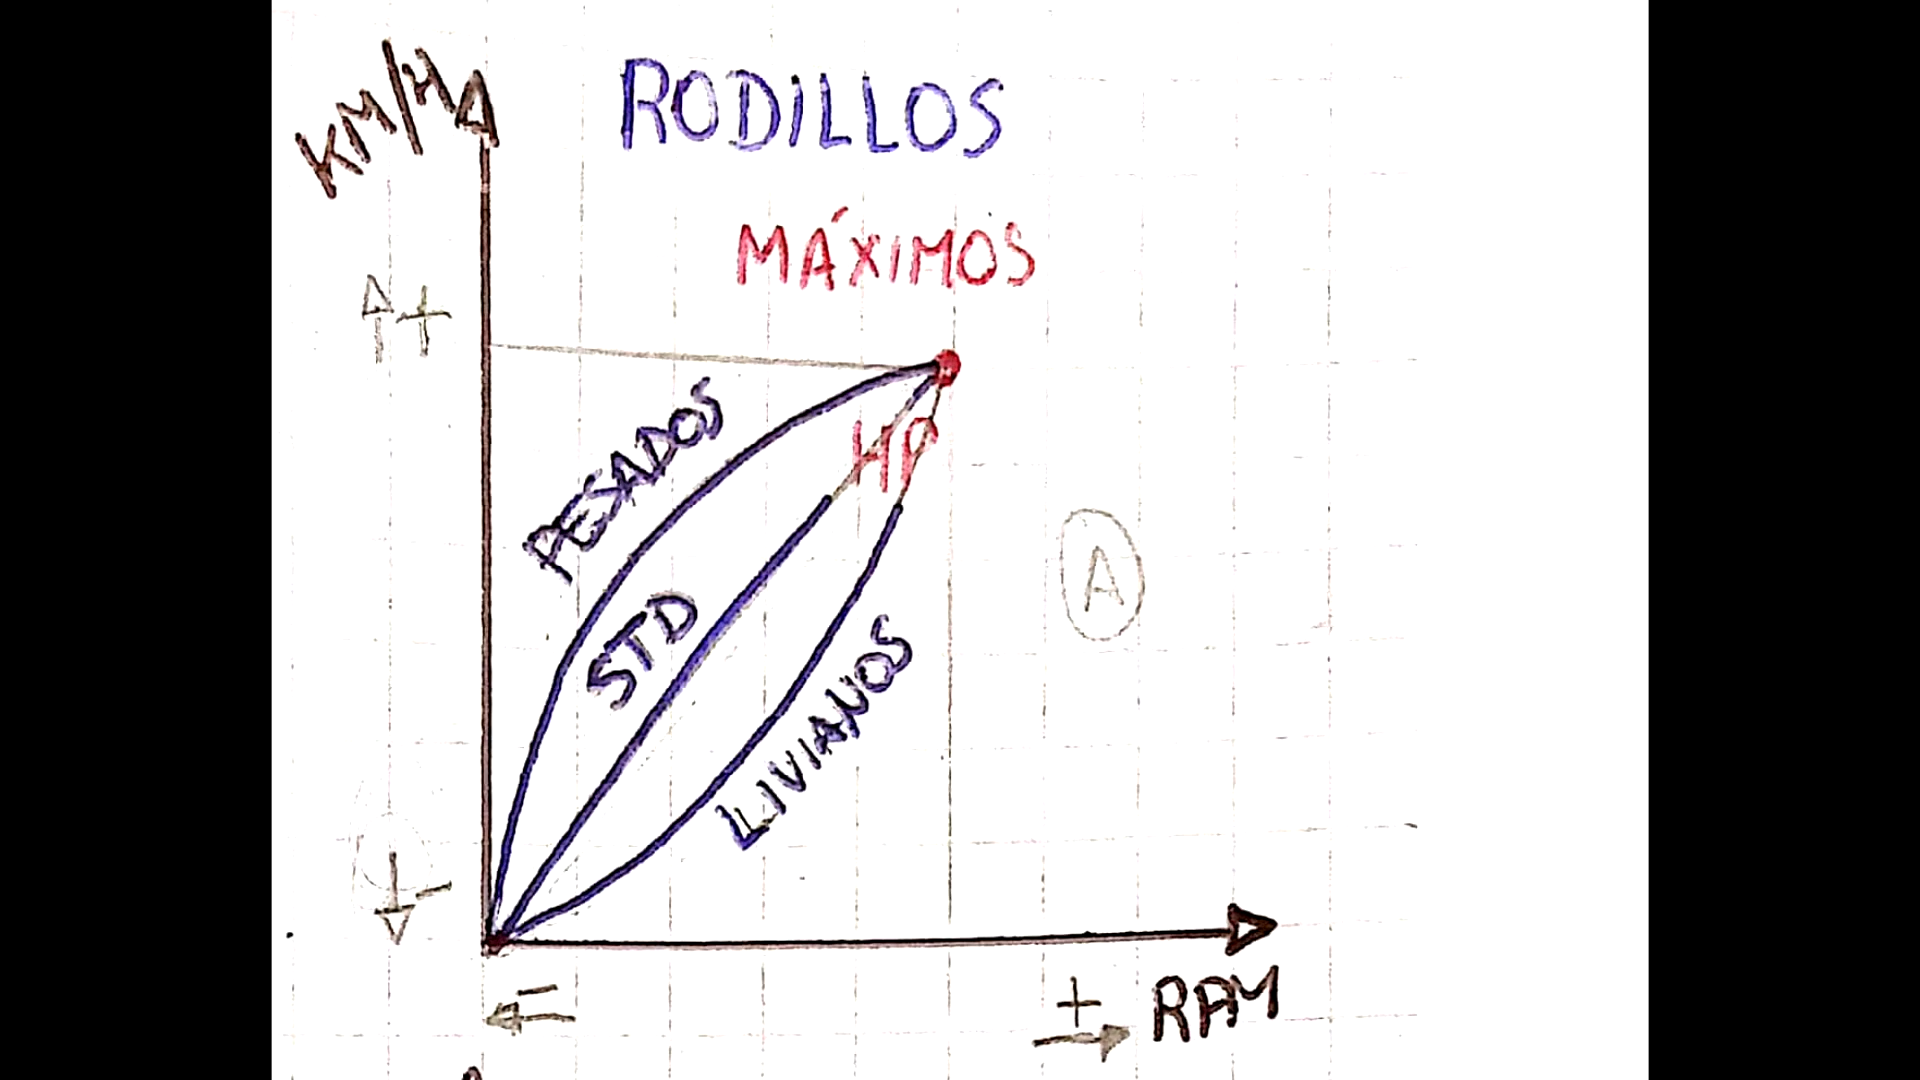 RODILLOS
KM/H
MÁXIMOS
+
PESADOS
HP
STD
A
LIVIANOS
-
-
+
RPM